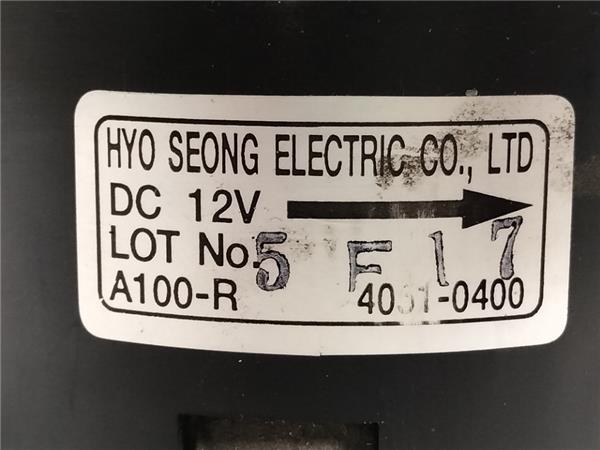 HYO SEONG ELECTRIC CO., LTD
DC 12V
LOT No. 5 F 1 7
A100-R